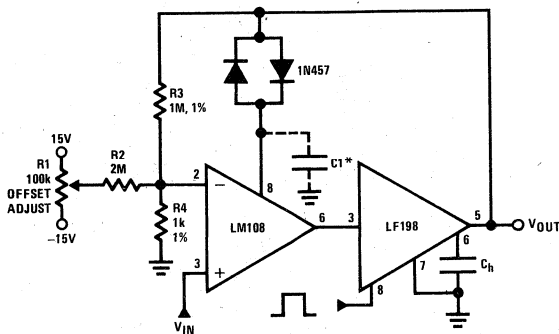 1N457
R3
1M, 1%
15V
R1
100k
OFFSET
ADJUST
–15V
R2
2M
C1*
2
–
8
R4
1k
1%
LM108
6
3
LF198
5
VOUT
6
Ch
7
8
3
+
VIN